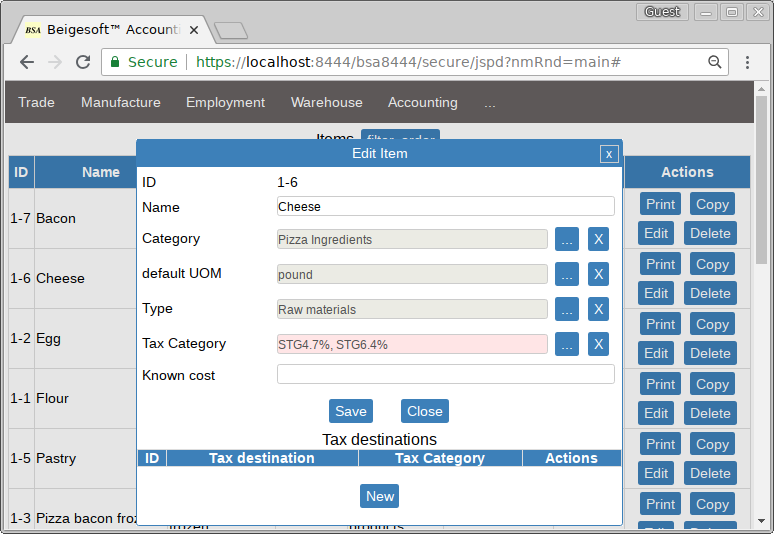 Guest
BSA Beigesoft™ Accounti
Secure https://localhost:8444/bsa8444/secure/jspd?nmRnd=main#
Trade Manufacture Employment Warehouse Accounting ...
Items filter, order
ID Name Actions
Edit Item x
ID 1-6
Name Cheese
Category Pizza Ingredients ... X
default UOM pound ... X
Type Raw materials ... X
Tax Category STG4.7%, STG6.4% ... X
Known cost
Save Close
Tax destinations
ID Tax destination Tax Category Actions
New
1-7 Bacon
Print Copy
Edit Delete
1-6 Cheese
Print Copy
Edit Delete
1-2 Egg
Print Copy
Edit Delete
1-1 Flour
Print Copy
Edit Delete
1-5 Pastry
Print Copy
Edit Delete
1-3 Pizza bacon froz
Print Copy
frozen products
Edit Delete